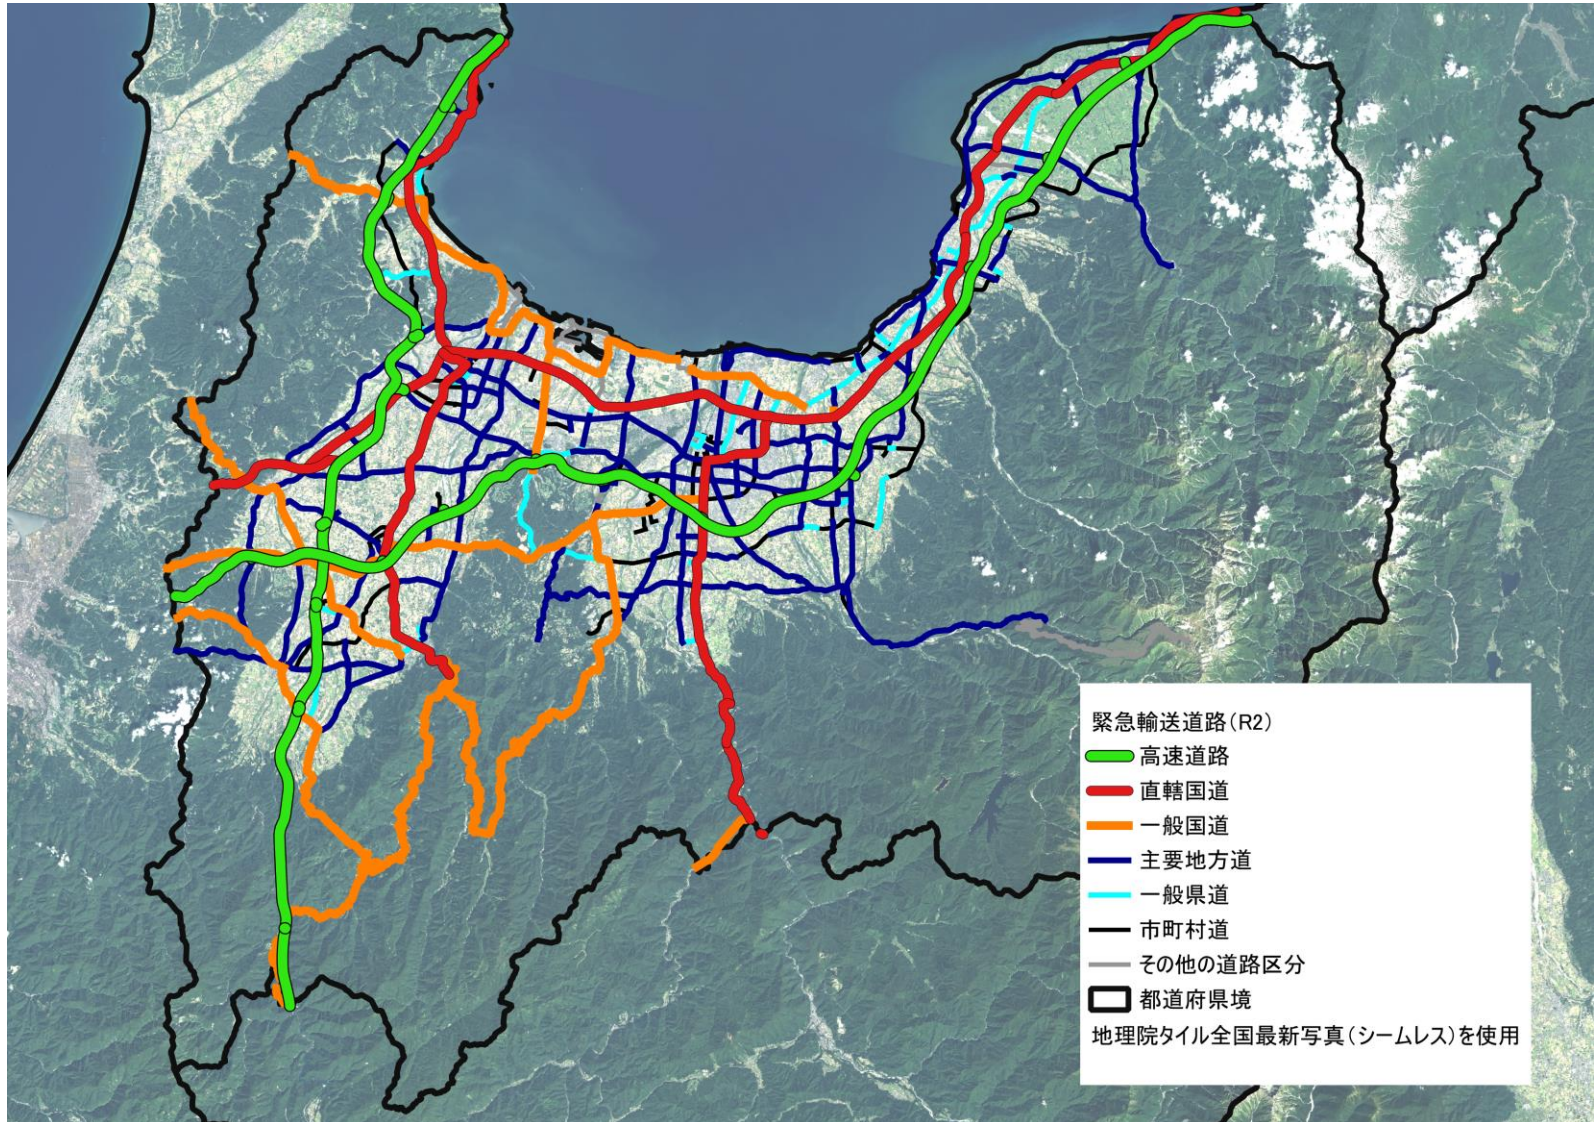 緊急輸送道路(R2)
高速道路
直轄国道
一般国道
主要地方道
一般県道
市町村道
その他の道路区分
都道府県境
地理院タイル全国最新写真(シームレス)を使用